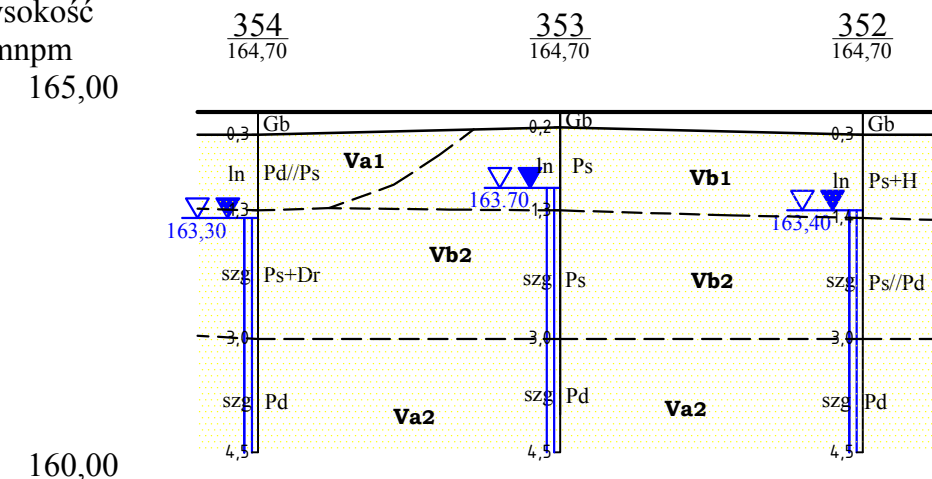 ysokość
354 353 352
mnpm
164,70 164,70 164,70
165,00
0,3 Gb 0,2 Gb 0,3 Gb
Va1
ln Pd//Ps ln Ps Vb1 ln Ps+H
163.70
1,3 1,3 1,4
163,30 163,40
Vb2
szg Ps+Dr szg Ps Vb2 szg Ps//Pd
3,0 3,0 3,0
szg Pd szg Pd szg Pd
Va2 Va2
4,5 4,5 4,5
160,00